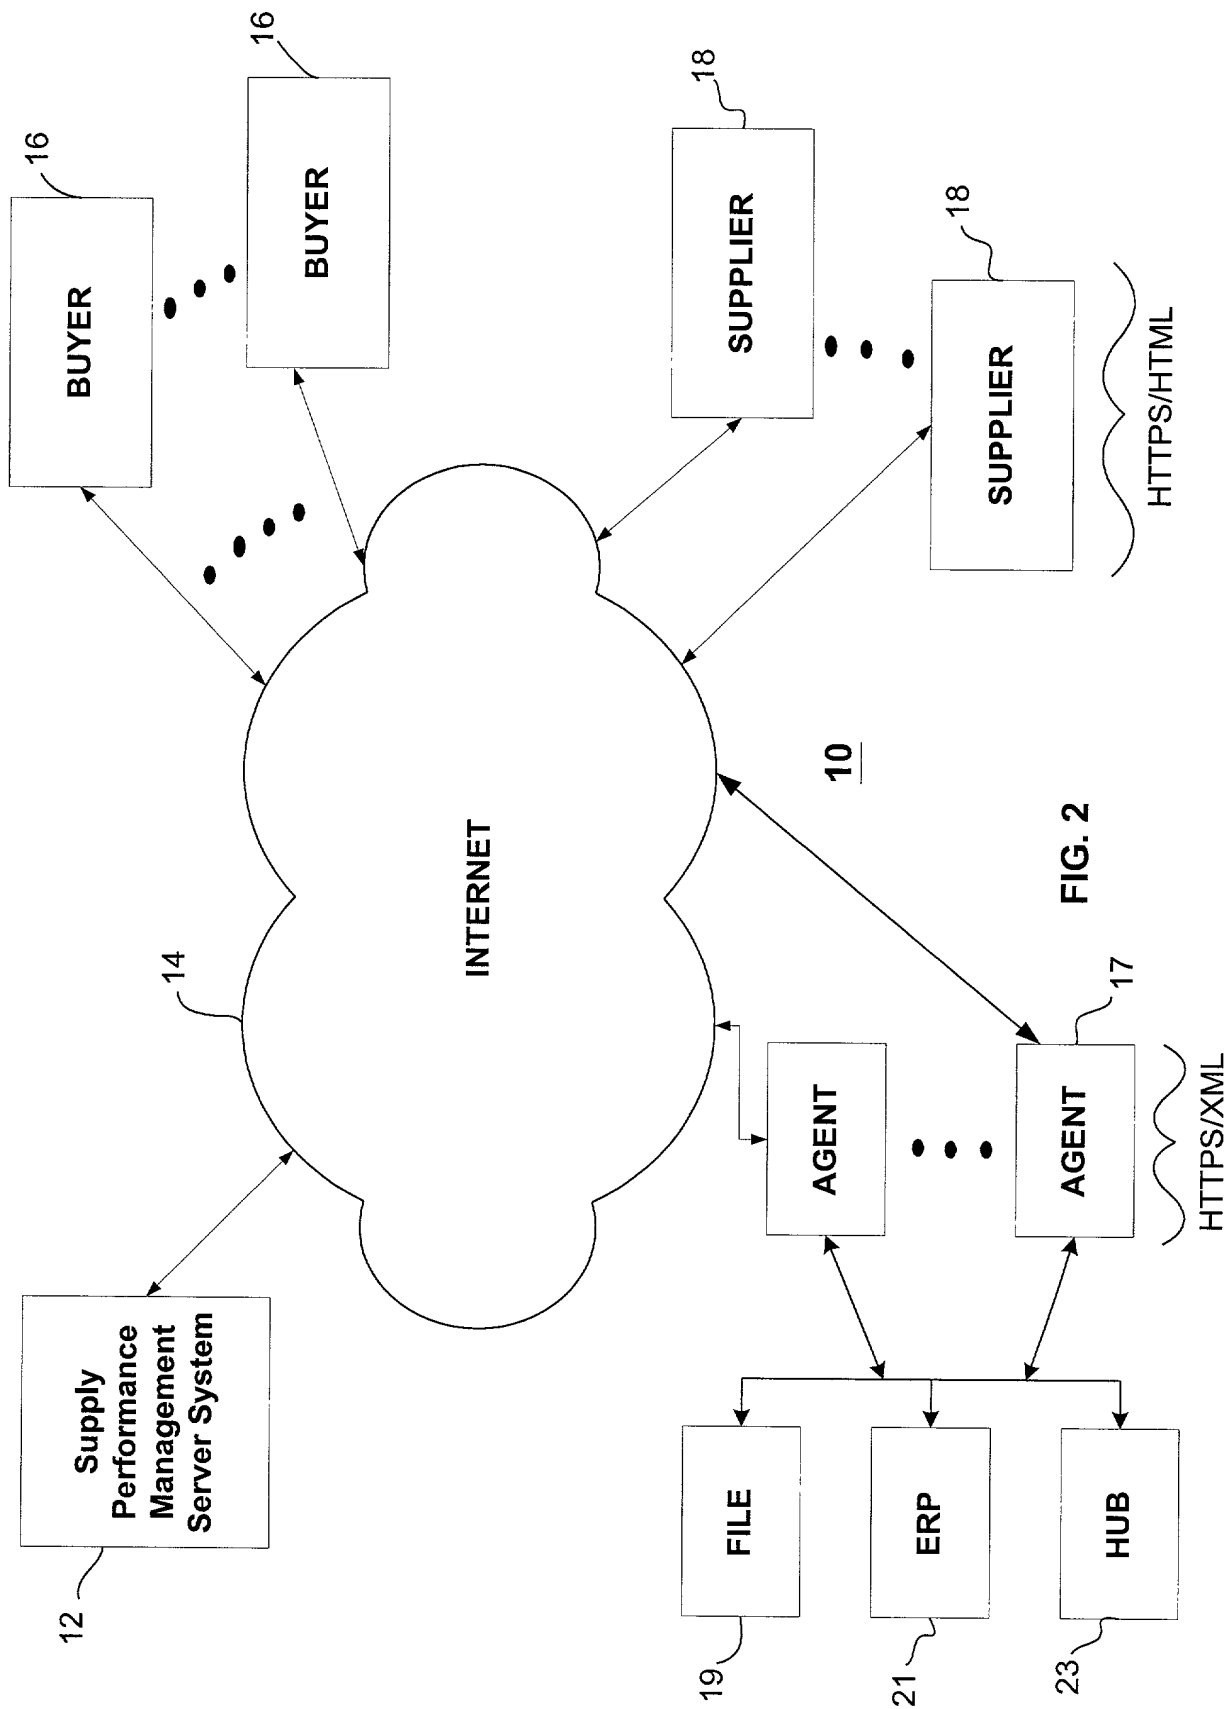 12
Supply
Performance
Management
Server System
14
16
BUYER
16
BUYER
INTERNET
18
SUPPLIER
18
SUPPLIER
HTTPS/HTML
10
19
FILE
21
ERP
23
HUB
AGENT
AGENT
17
HTTPS/XML
FIG. 2